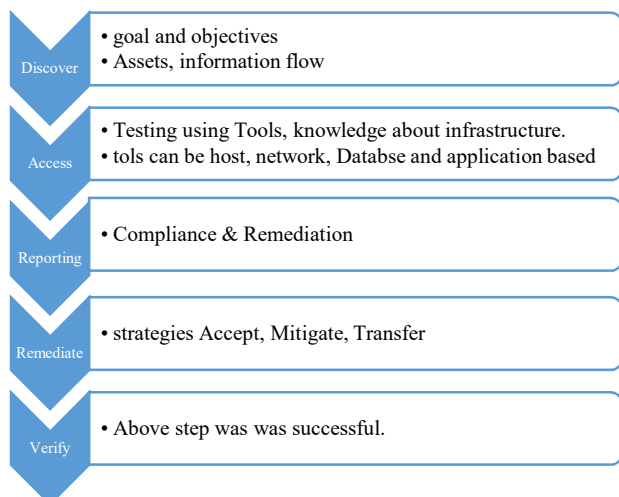 Discover
• goal and objectives
• Assets, information flow
Access
• Testing using Tools, knowledge about infrastructure.
• tols can be host, network, Databse and application based
Reporting
• Compliance & Remediation
Remediate
• strategies Accept, Mitigate, Transfer
Verify
• Above step was was successful.